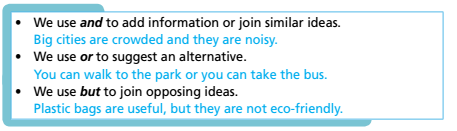 • We use and to add information or join similar ideas.
Big cities are crowded and they are noisy.
• We use or to suggest an alternative.
You can walk to the park or you can take the bus.
• We use but to join opposing ideas.
Plastic bags are useful, but they are not eco-friendly.